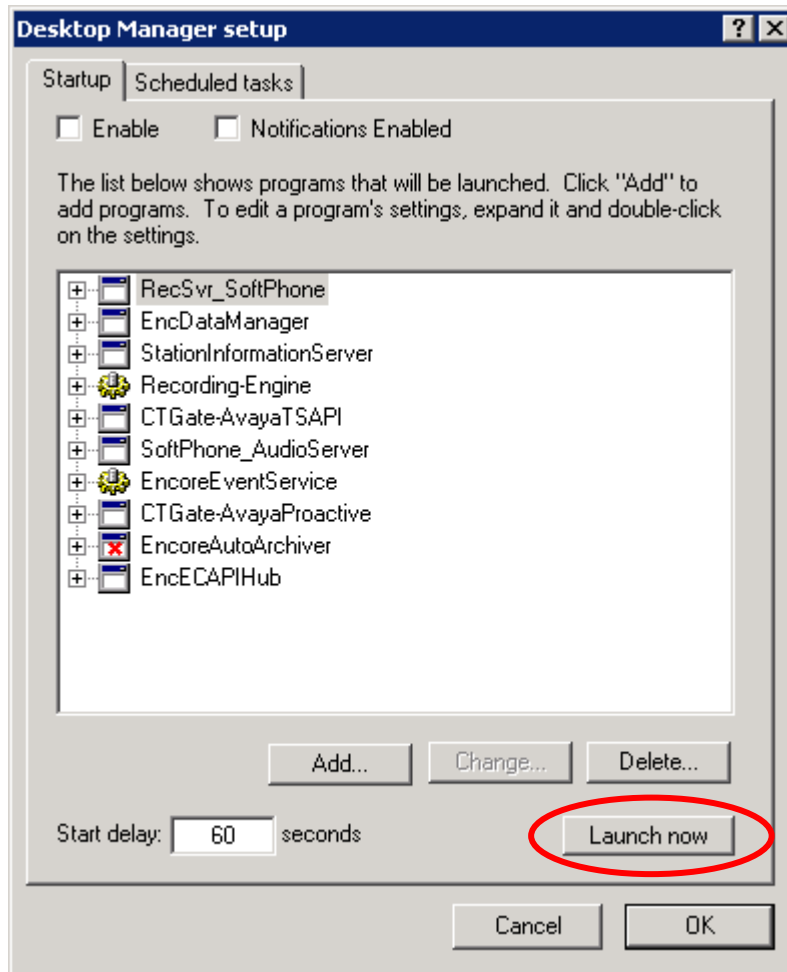 Desktop Manager setup
Startup
Scheduled tasks
Enable
Notifications Enabled
The list below shows programs that will be launched.  Click "Add" to
add programs.  To edit a program's settings, expand it and double-click
on the settings.
RecSvr_SoftPhone
EncDataManager
StationInformationServer
Recording-Engine
CTGate-AvayaTSAPI
SoftPhone_AudioServer
EncoreEventService
CTGate-AvayaProactive
EncoreAutoArchiver
EncECAPIHub
Add...
Change...
Delete...
Start delay: 60 seconds
Launch now
Cancel
OK